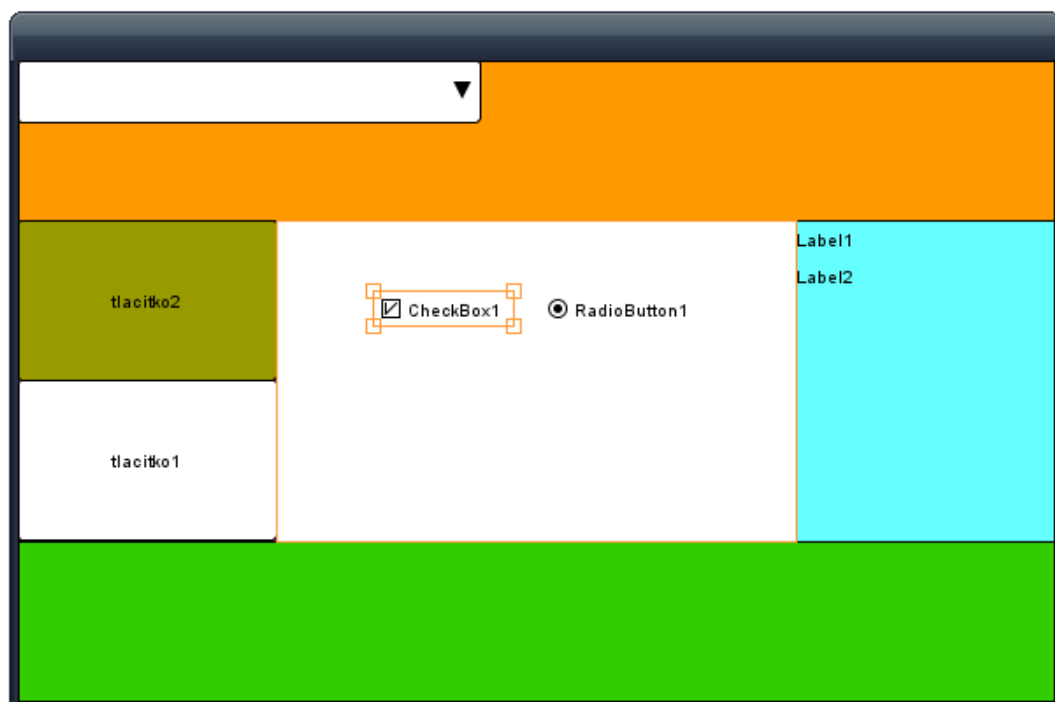 Label1
Label2
tlacitko2
CheckBox1
RadioButton1
tlacitko1